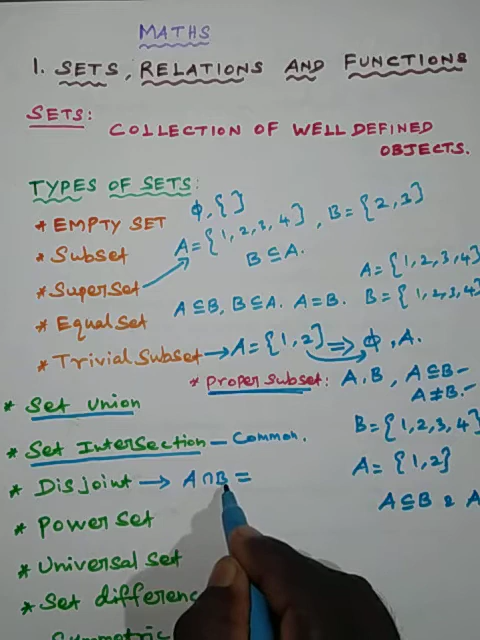 MATHS
1. SETS, RELATIONS AND FUNCTIONS
SETS:
COLLECTION OF WELL DEFINED
OBJECTS.
TYPES OF SETS:
* EMPTY SET ϕ, { }
* Subset A = {1, 2, 3, 4}, B = {2, 3}
B ⊆ A.
* Superset
A = {1, 2, 3, 4}
A ⊆ B, B ⊆ A. A = B. B = {1, 2, 3, 4}
* Equal Set
* Trivial Subset → A = {1, 2} ⇒ ϕ, A.
* Proper Subset: A, B, A ⊆ B -
A ≠ B. -
* Set Union
B = {1, 2, 3, 4}
* Set Intersection - Common.
A = {1, 2}
* Disjoint → A ∩ B =
A ⊆ B & A
* Power Set
* Universal Set
* Set differenc
Symmetric